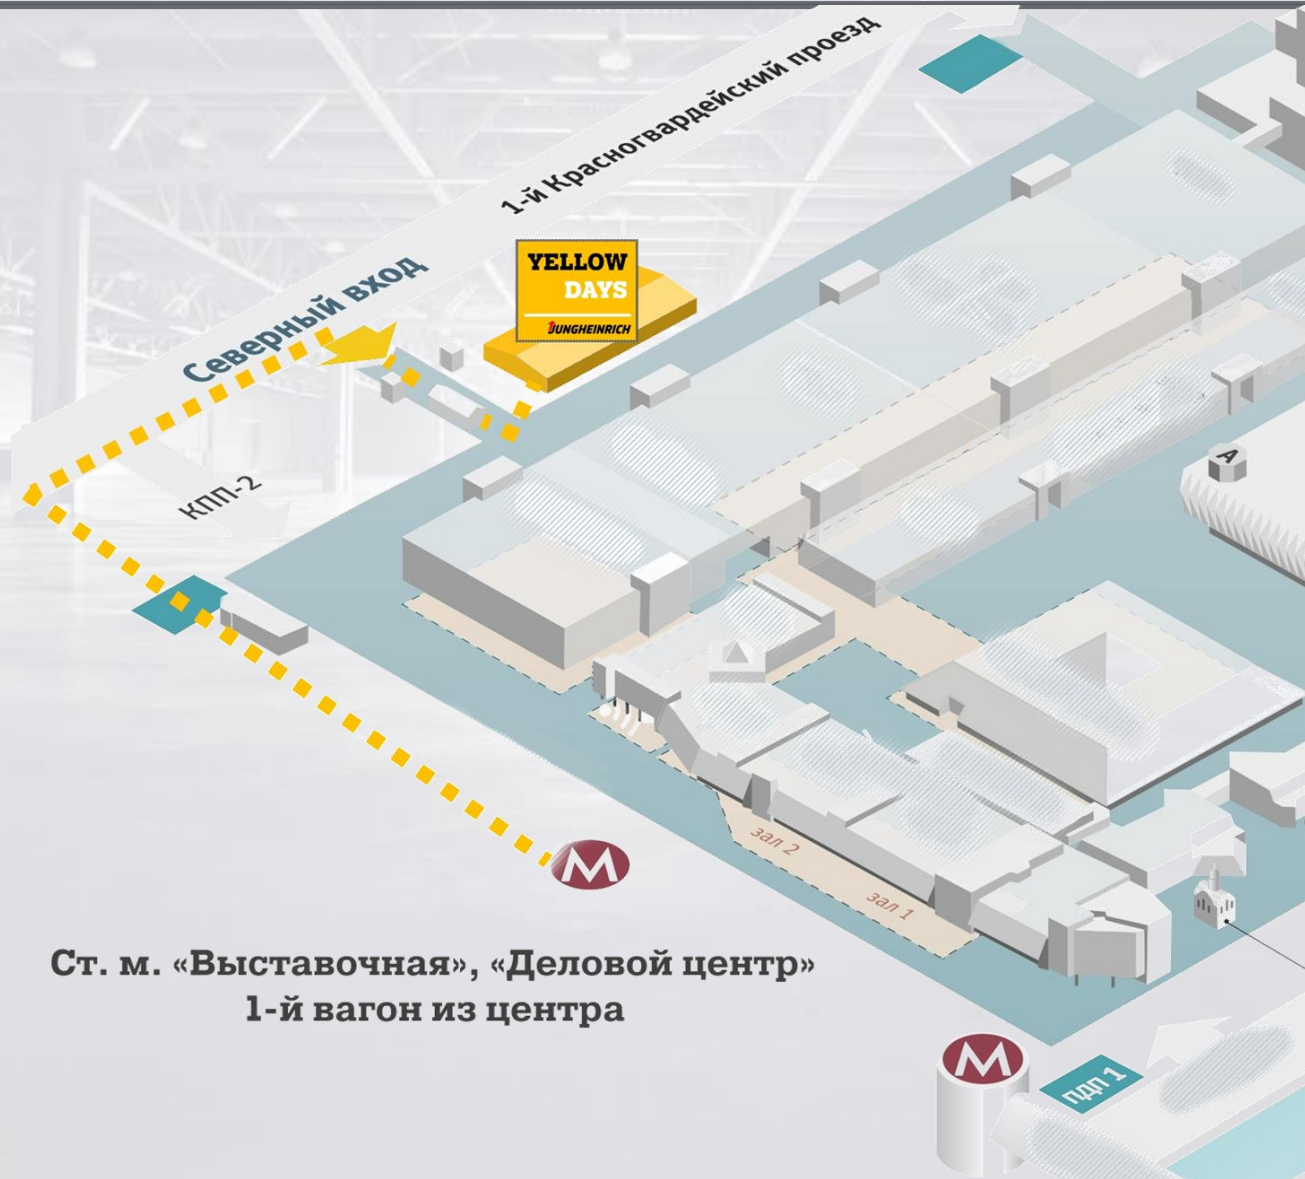 1-й Красногвардейский проезд
Северный вход
YELLOW
DAYS
JUNGHEINRICH
КПП-2
А
зал 2
зал 1
М
Ст. м. «Выставочная», «Деловой центр»
1-й вагон из центра
М
ПДП 1